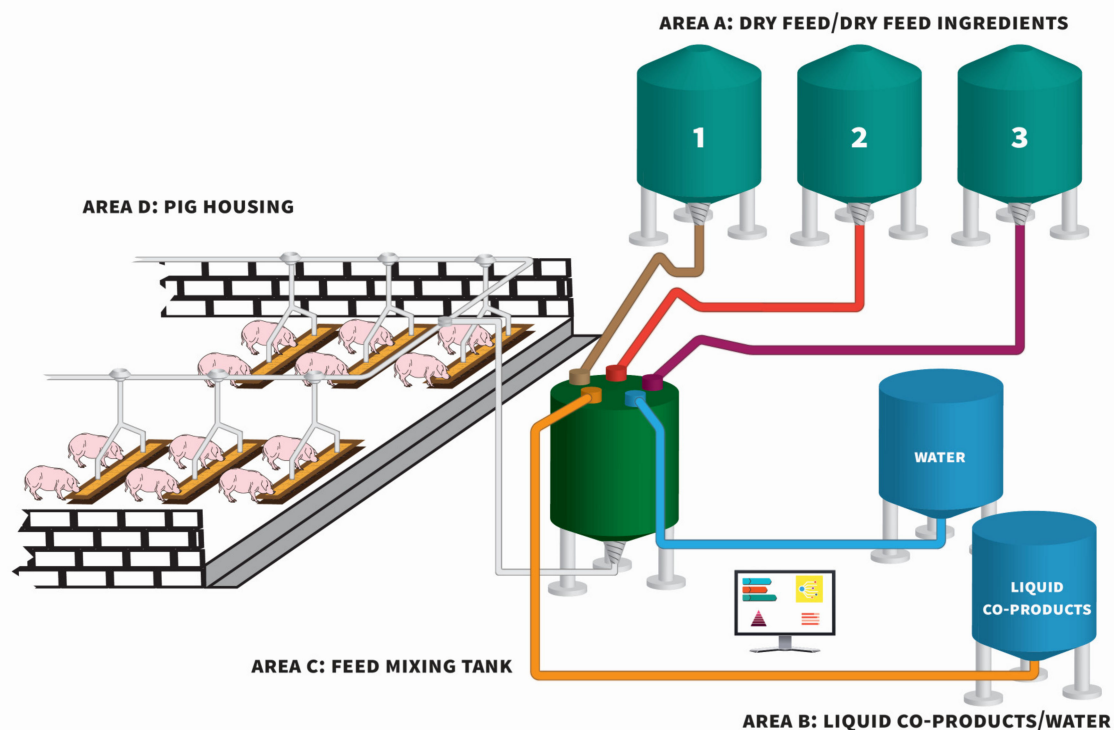 AREA A: DRY FEED/DRY FEED INGREDIENTS
1
2
3
AREA D: PIG HOUSING
WATER
LIQUID
CO-PRODUCTS
AREA C: FEED MIXING TANK
AREA B: LIQUID CO-PRODUCTS/WATER